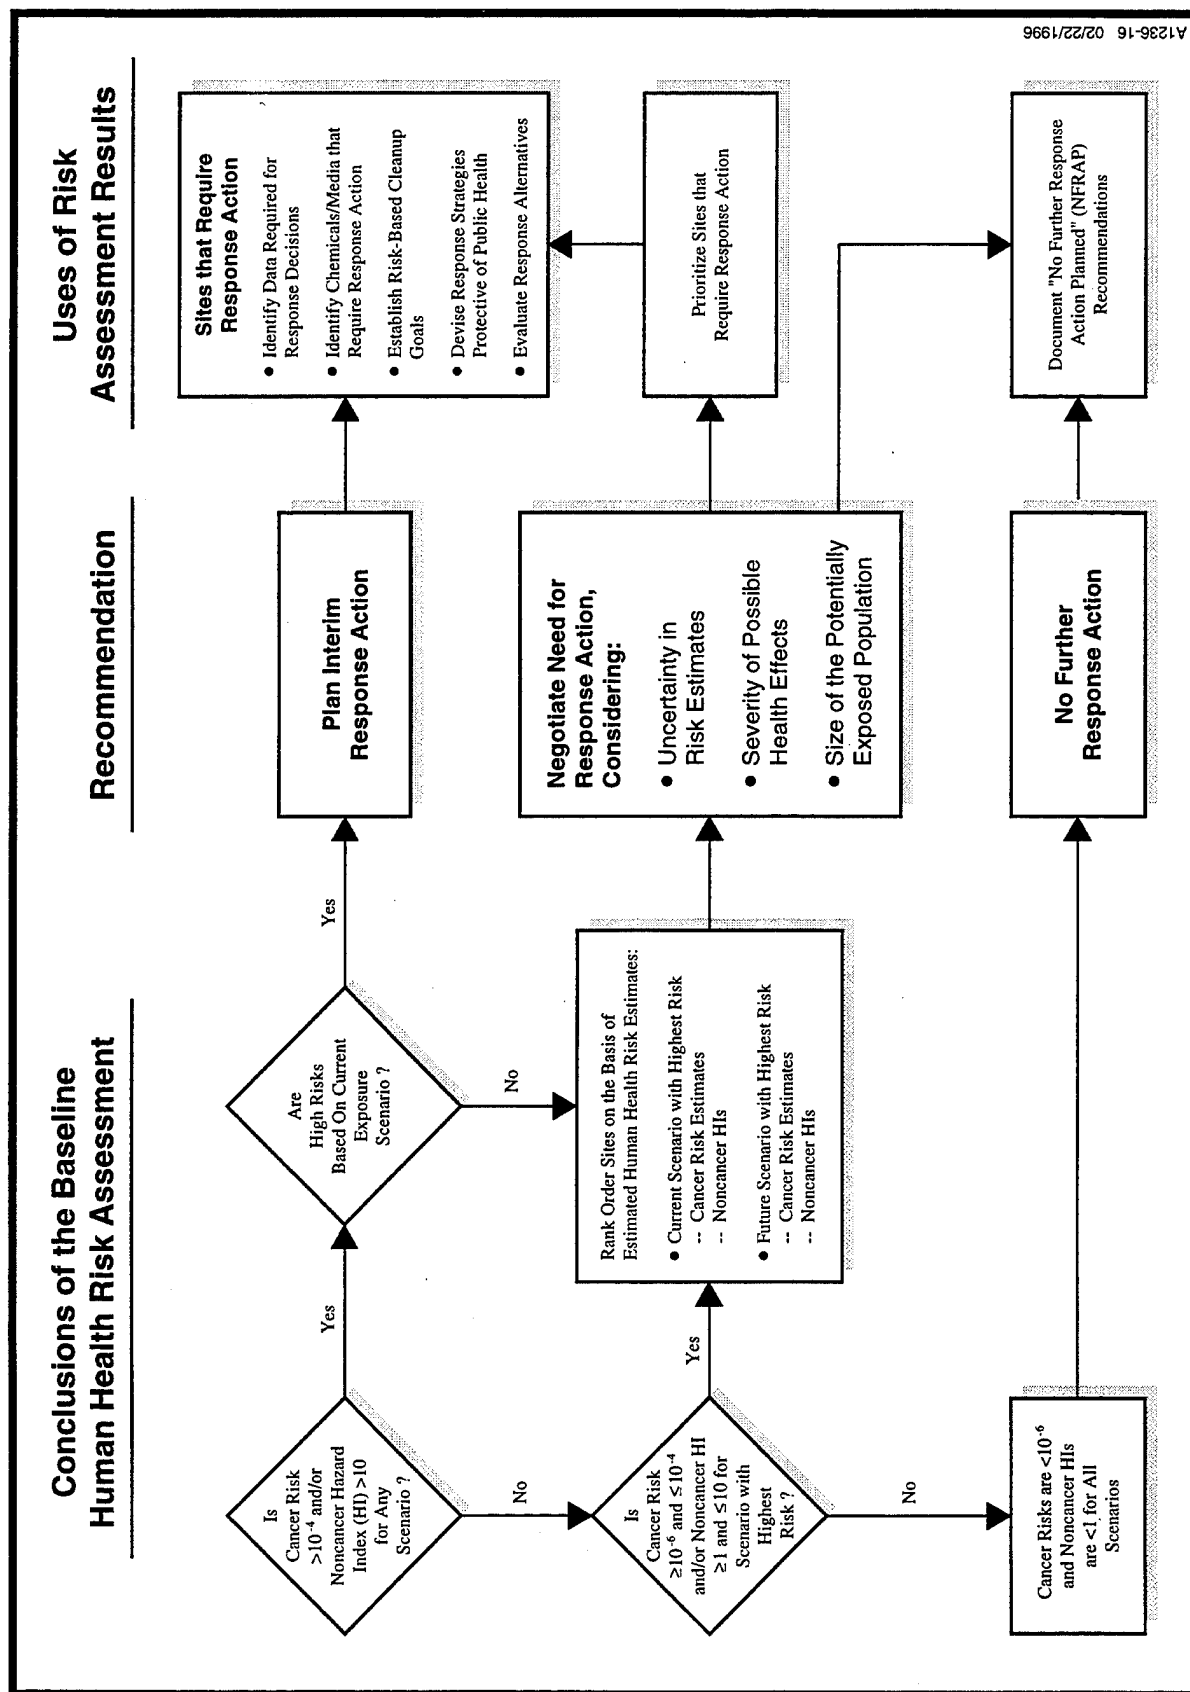 Conclusions of the Baseline
Human Health Risk Assessment
Recommendation
Uses of Risk
Assessment Results
Is
Cancer Risk
>10⁻⁴ and/or
Noncancer Hazard
Index (HI) >10
for Any
Scenario ?
Yes
No
Are
High Risks
Based On Current
Exposure
Scenario ?
Yes
No
Plan Interim
Response Action
Sites that Require
Response Action
● Identify Data Required for
Response Decisions
● Identify Chemicals/Media that
Require Response Action
● Establish Risk-Based Cleanup
Goals
● Devise Response Strategies
Protective of Public Health
● Evaluate Response Alternatives
Is
Cancer Risk
≥10⁻⁶ and ≤10⁻⁴
and/or Noncancer HI
≥1 and ≤10 for
Scenario with
Highest
Risk ?
Yes
No
Rank Order Sites on the Basis of
Estimated Human Health Risk Estimates:
● Current Scenario with Highest Risk
-- Cancer Risk Estimates
-- Noncancer HIs
● Future Scenario with Highest Risk
-- Cancer Risk Estimates
-- Noncancer HIs
Negotiate Need for
Response Action,
Considering:
● Uncertainty in
Risk Estimates
● Severity of Possible
Health Effects
● Size of the Potentially
Exposed Population
Prioritize Sites that
Require Response Action
Cancer Risks are <10⁻⁶
and Noncancer HIs
are <1 for All
Scenarios
No Further
Response Action
Document "No Further Response
Action Planned" (NFRAP)
Recommendations
A1236-16 02/22/1996